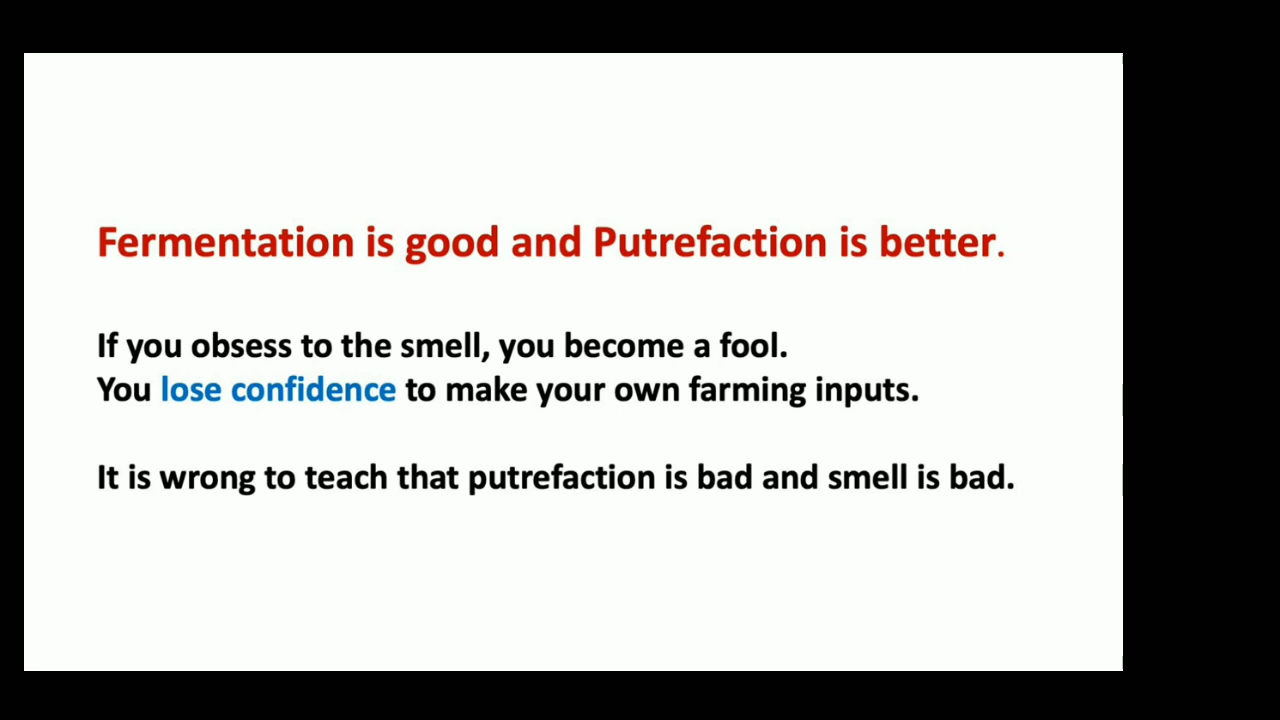 Fermentation is good and Putrefaction is better.
If you obsess to the smell, you become a fool.
You lose confidence to make your own farming inputs.
It is wrong to teach that putrefaction is bad and smell is bad.